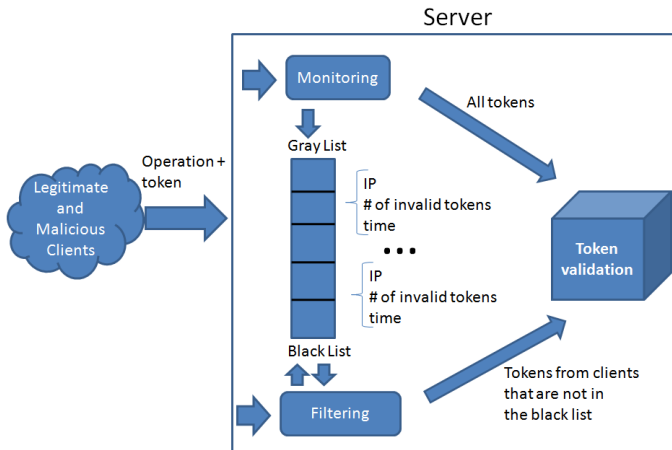 Server
Monitoring
All tokens
Gray List
Operation +
token
Legitimate
and
Malicious
Clients
IP
# of invalid tokens
time
...
IP
# of invalid tokens
time
Token
validation
Black List
Filtering
Tokens from clients
that are not in
the black list